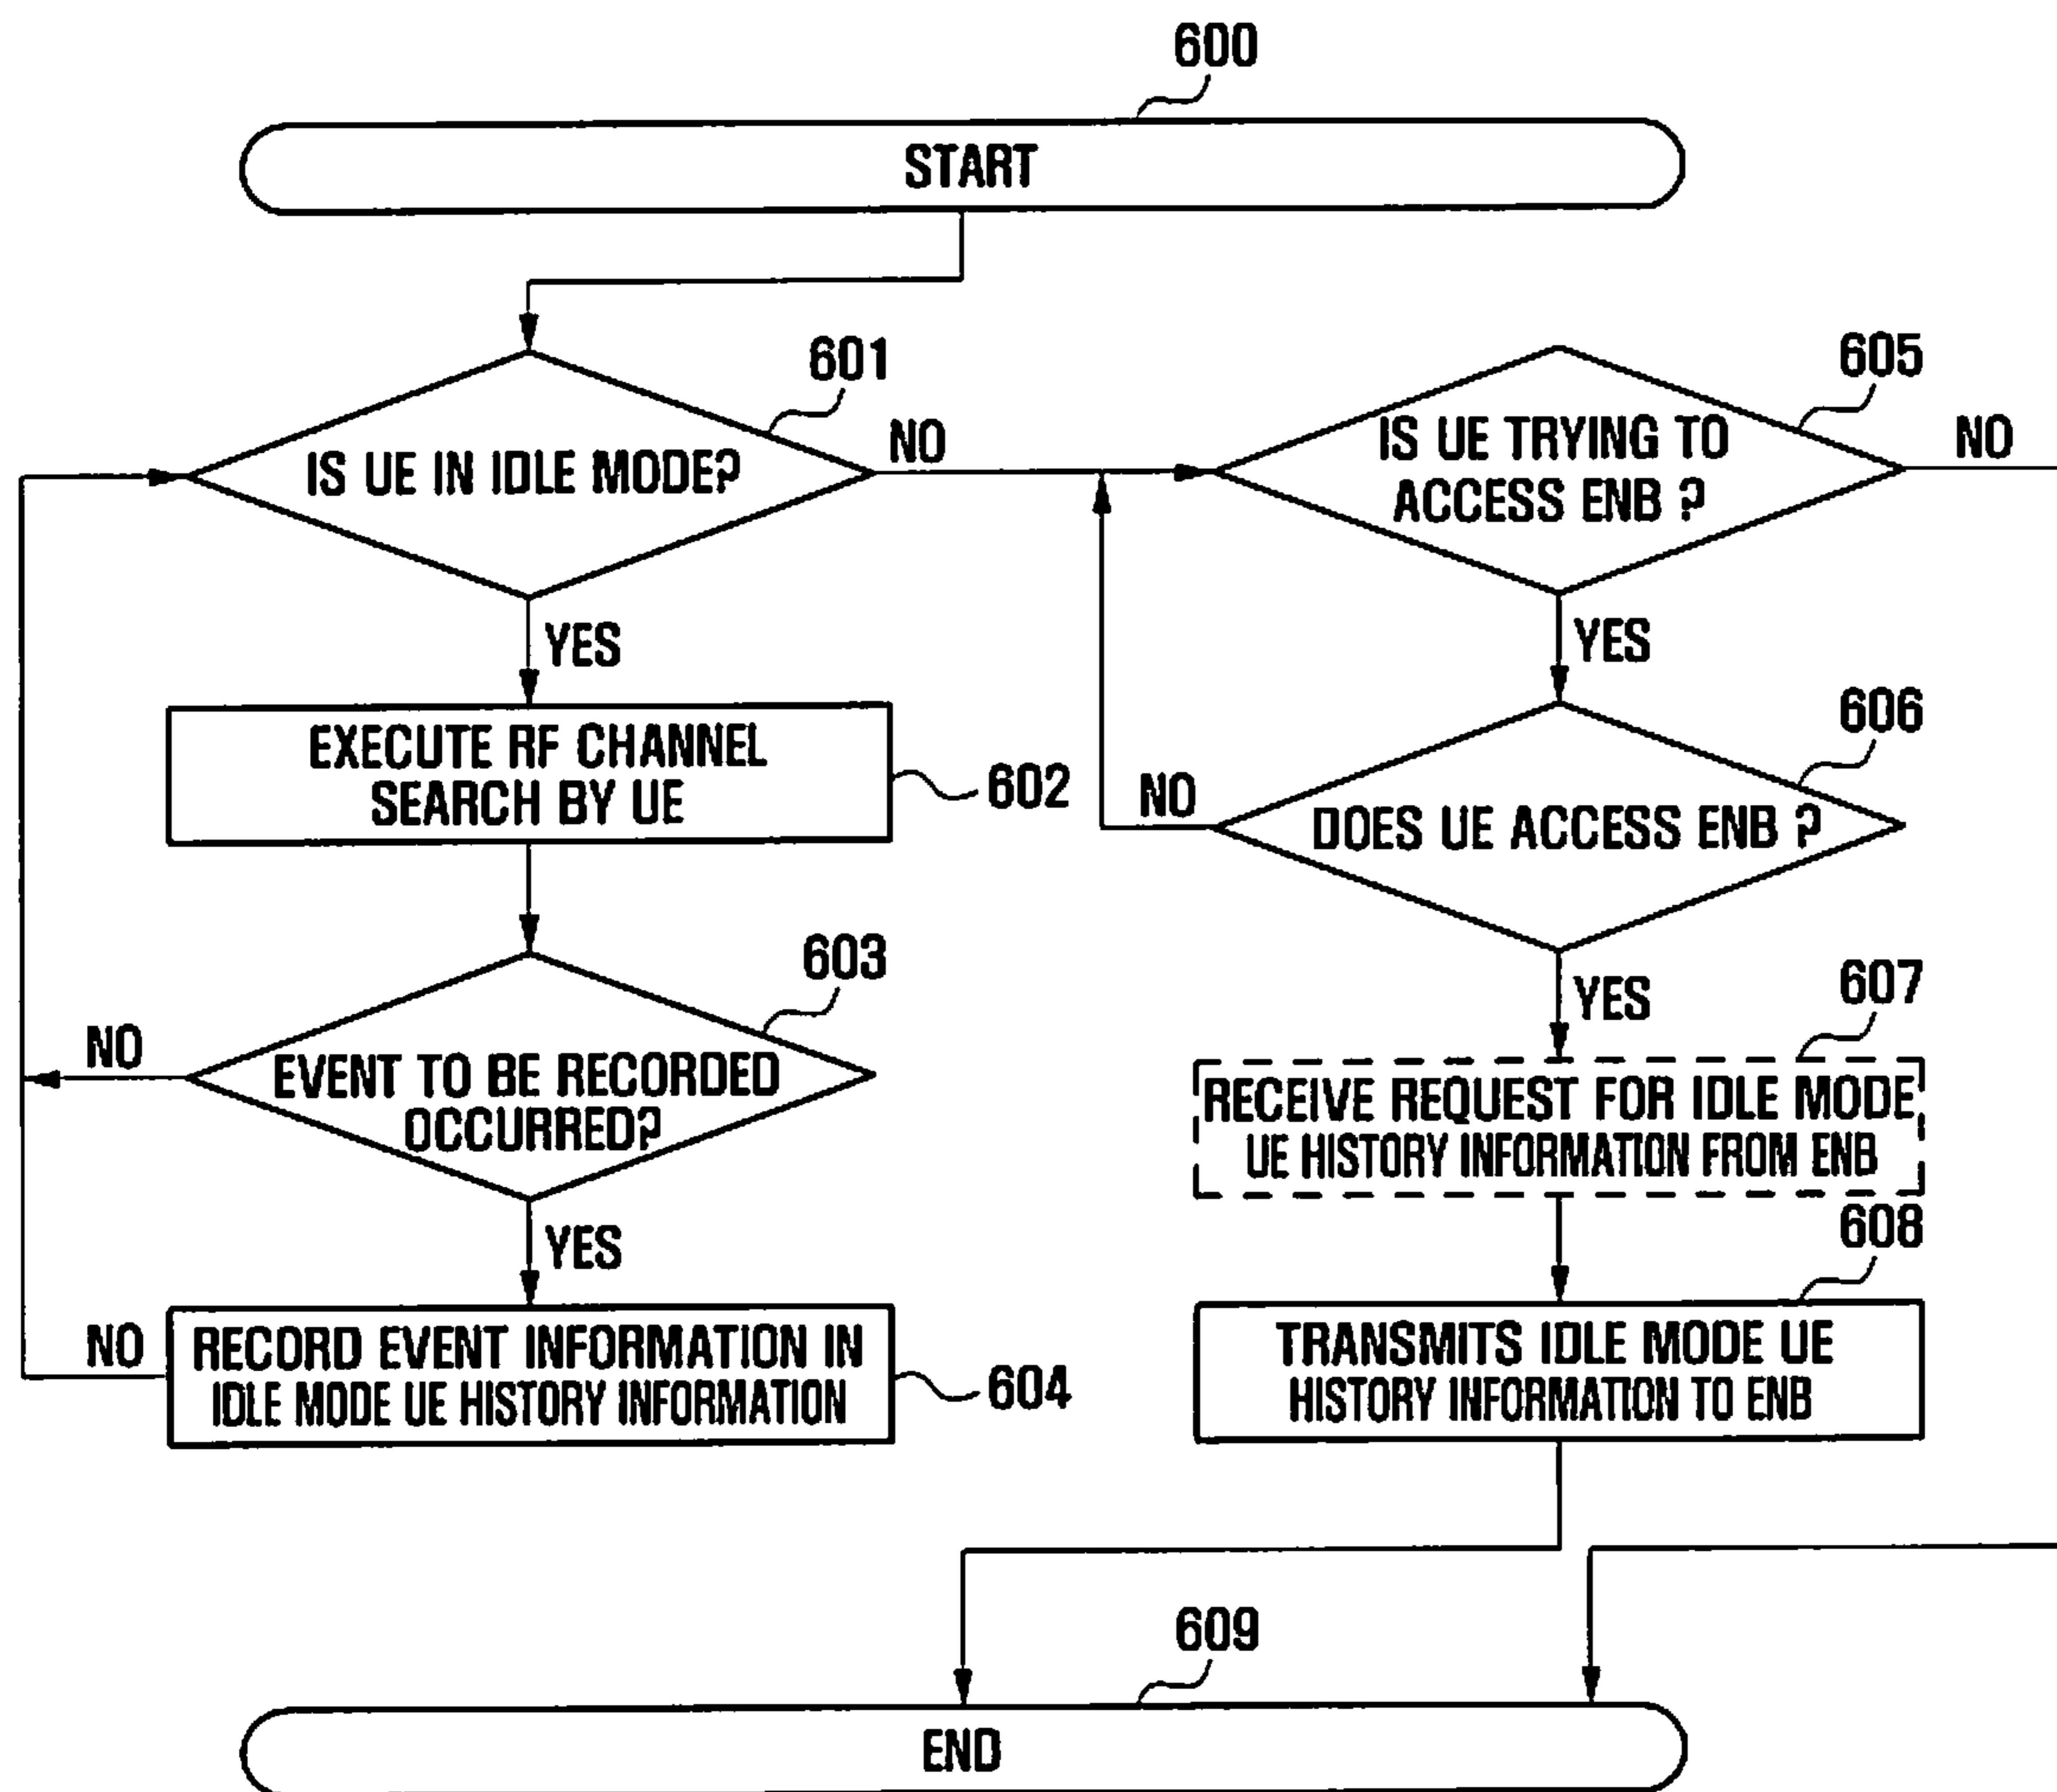 600
START
601
IS UE IN IDLE MODE?
NO
605
IS UE TRYING TO
ACCESS ENB ?
NO
YES
EXECUTE RF CHANNEL
SEARCH BY UE
602
YES
606
DOES UE ACCESS ENB ?
NO
603
EVENT TO BE RECORDED
OCCURRED?
NO
YES
607
RECEIVE REQUEST FOR IDLE MODE
UE HISTORY INFORMATION FROM ENB
YES
NO
RECORD EVENT INFORMATION IN
IDLE MODE UE HISTORY INFORMATION
604
608
TRANSMITS IDLE MODE UE
HISTORY INFORMATION TO ENB
609
END